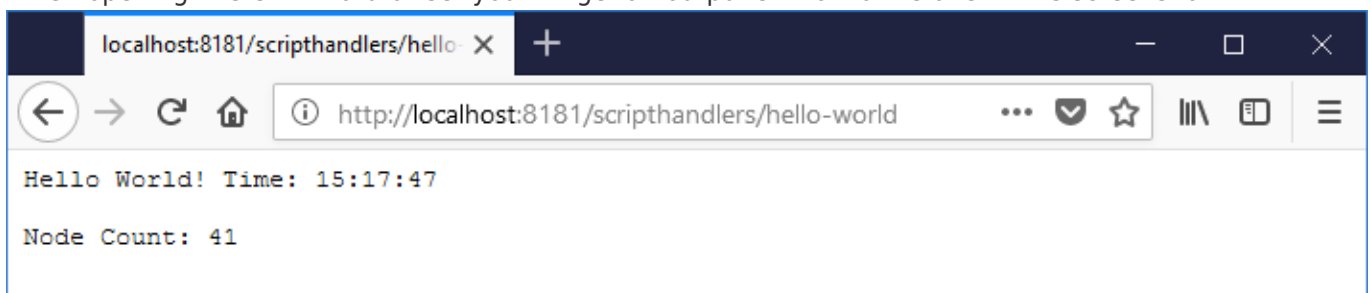 localhost:8181/scripthandlers/hello-
http://localhost:8181/scripthandlers/hello-world
Hello World! Time: 15:17:47
Node Count: 41